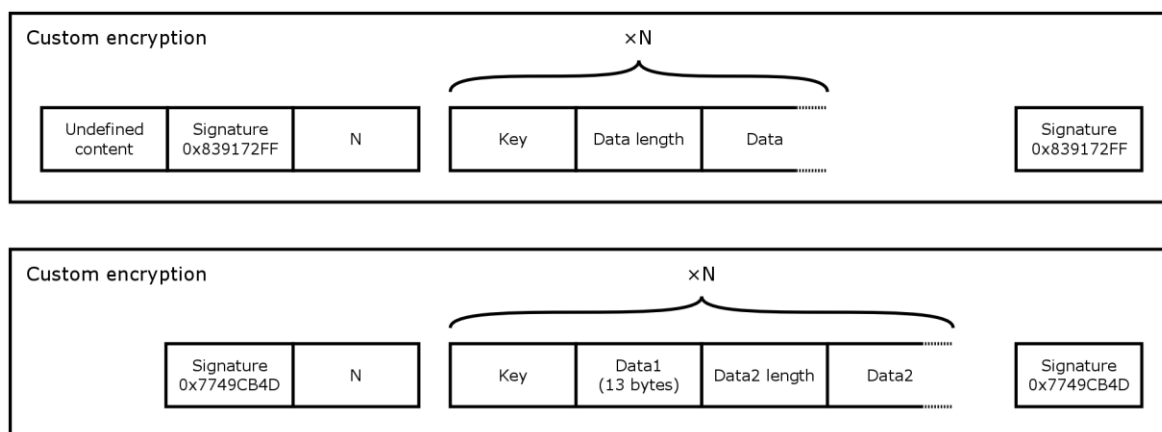 Custom encryption
×N
Undefined
content
Signature
0x839172FF
N
Key
Data length
Data
Signature
0x839172FF
Custom encryption
×N
Signature
0x7749CB4D
N
Key
Data1
(13 bytes)
Data2 length
Data2
Signature
0x7749CB4D